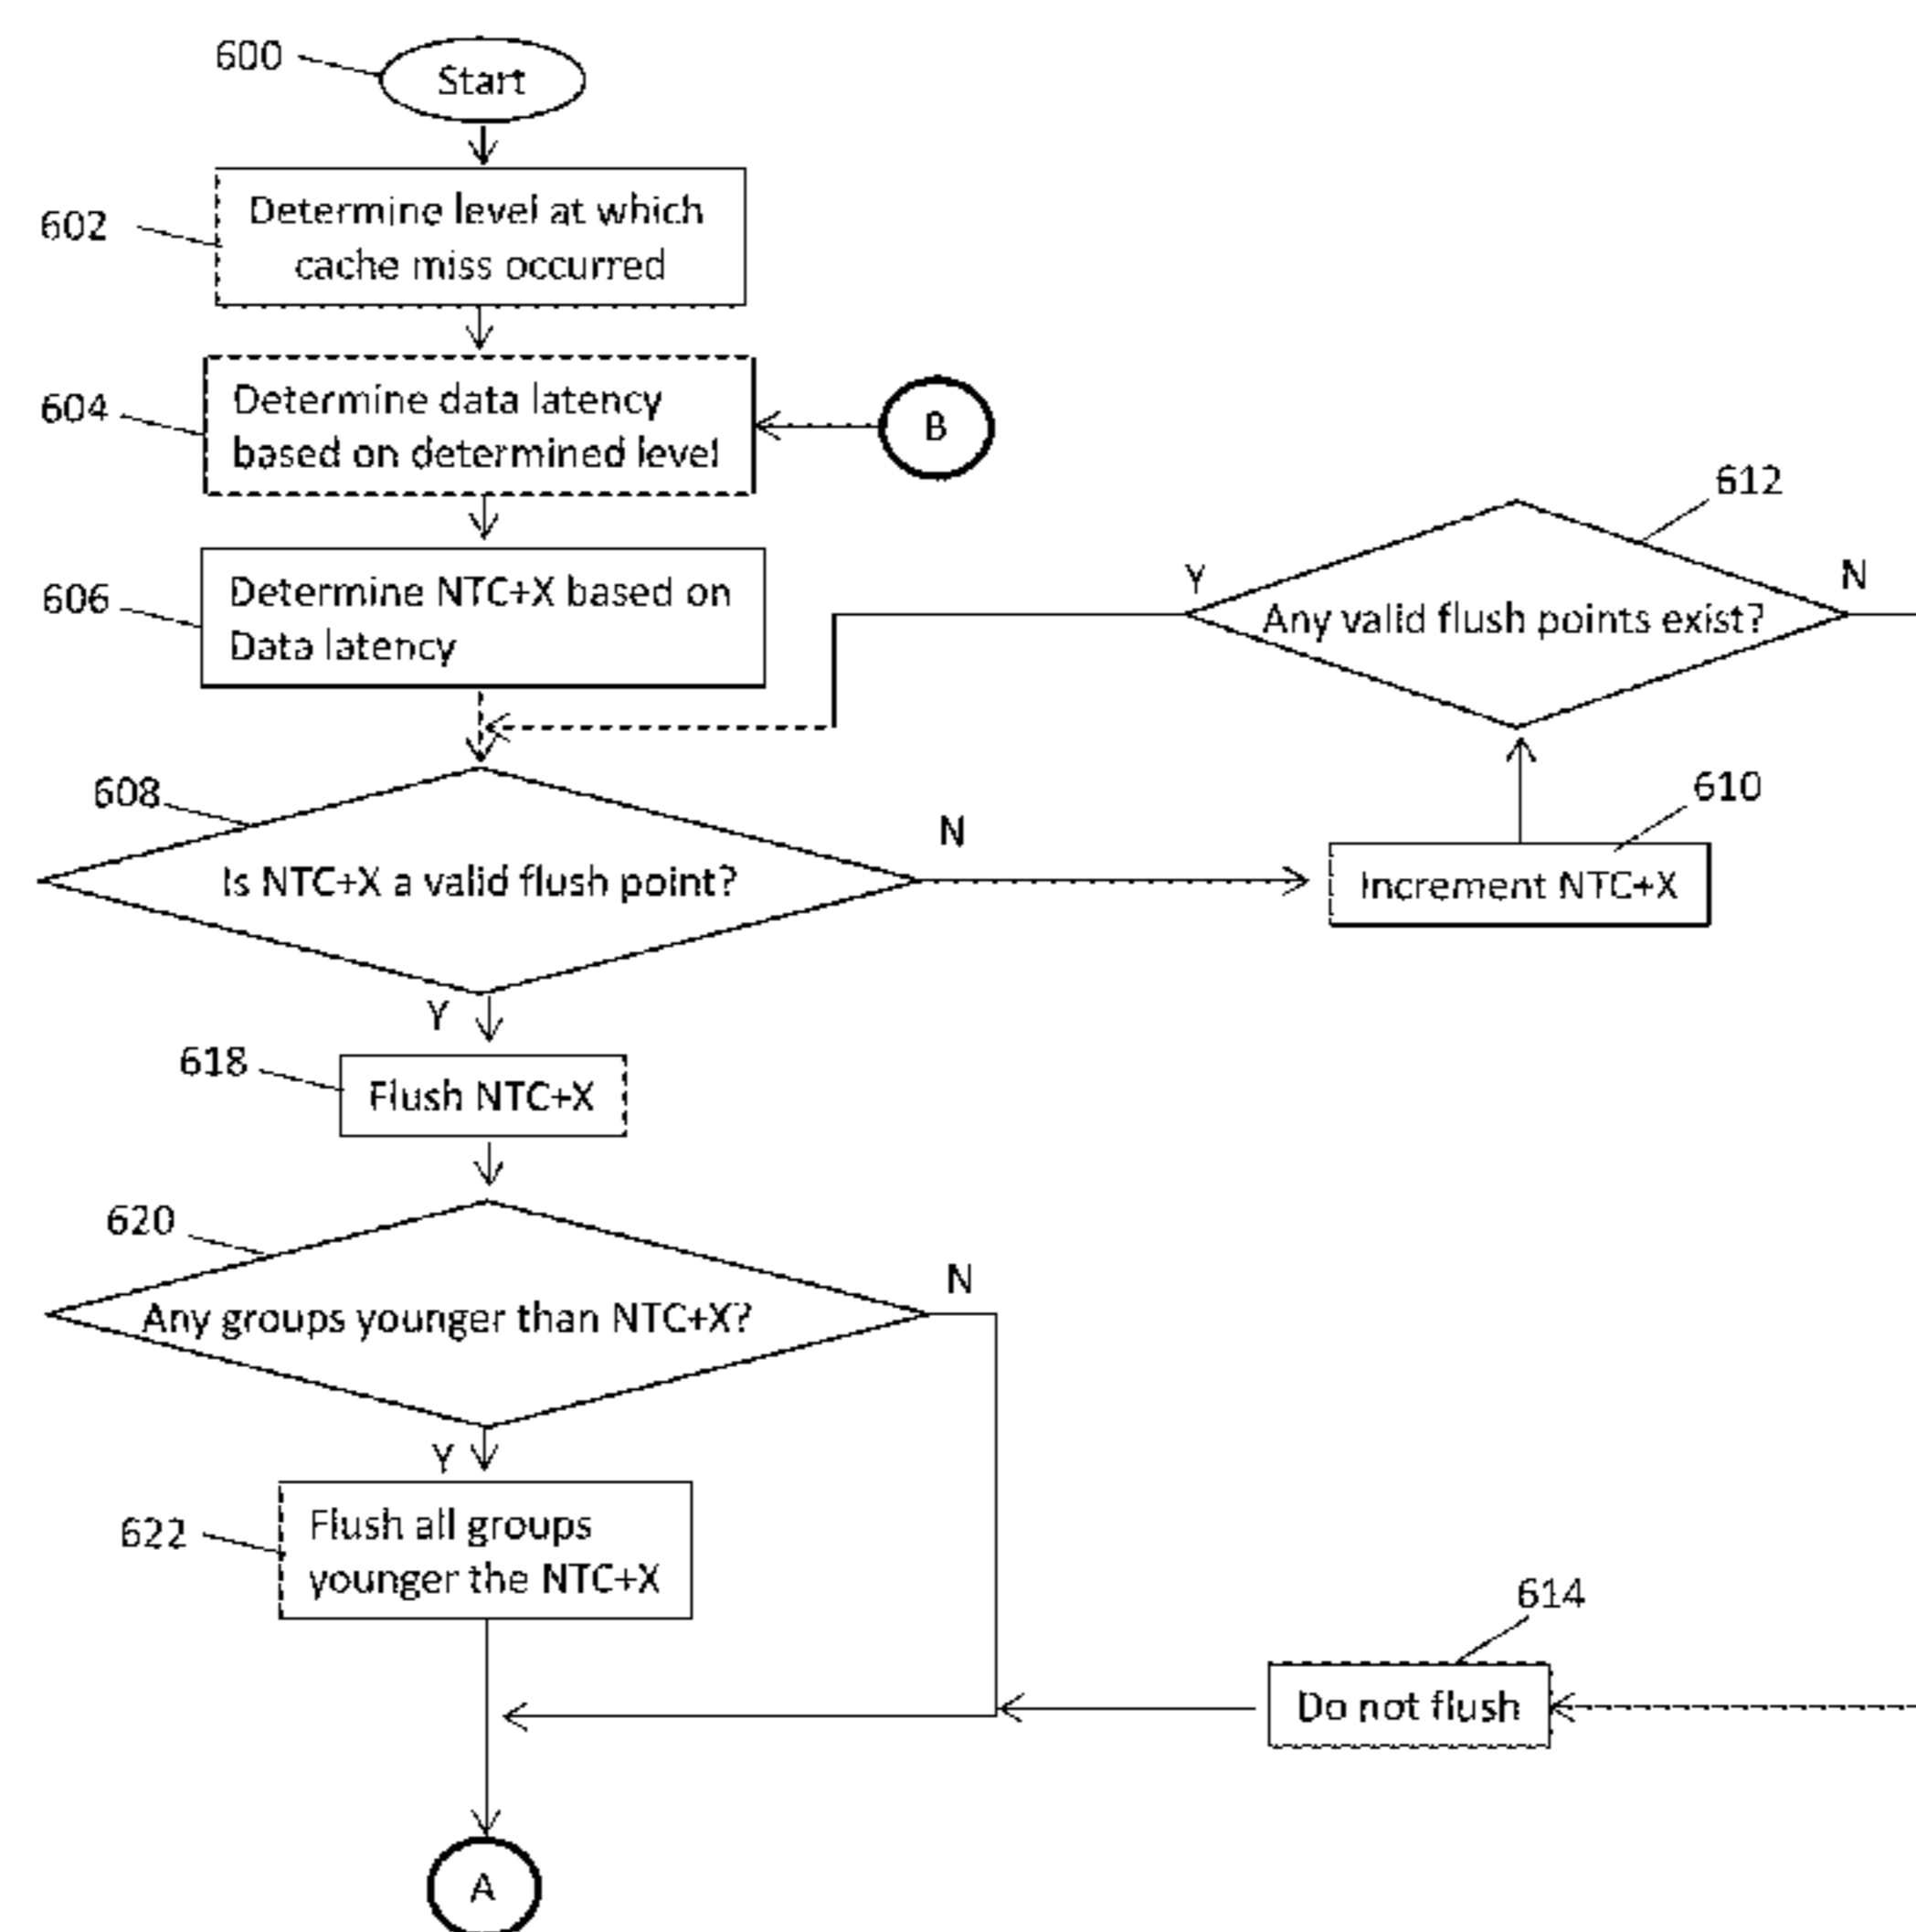 600
Start
602
Determine level at which
cache miss occurred
604
Determine data latency
based on determined level
B
606
Determine NTC+X based on
Data latency
612
Y
N
Any valid flush points exist?
608
Is NTC+X a valid flush point?
N
610
Increment NTC+X
Y
618
Flush NTC+X
620
Any groups younger than NTC+X?
N
Y
622
Flush all groups
younger the NTC+X
614
Do not flush
A